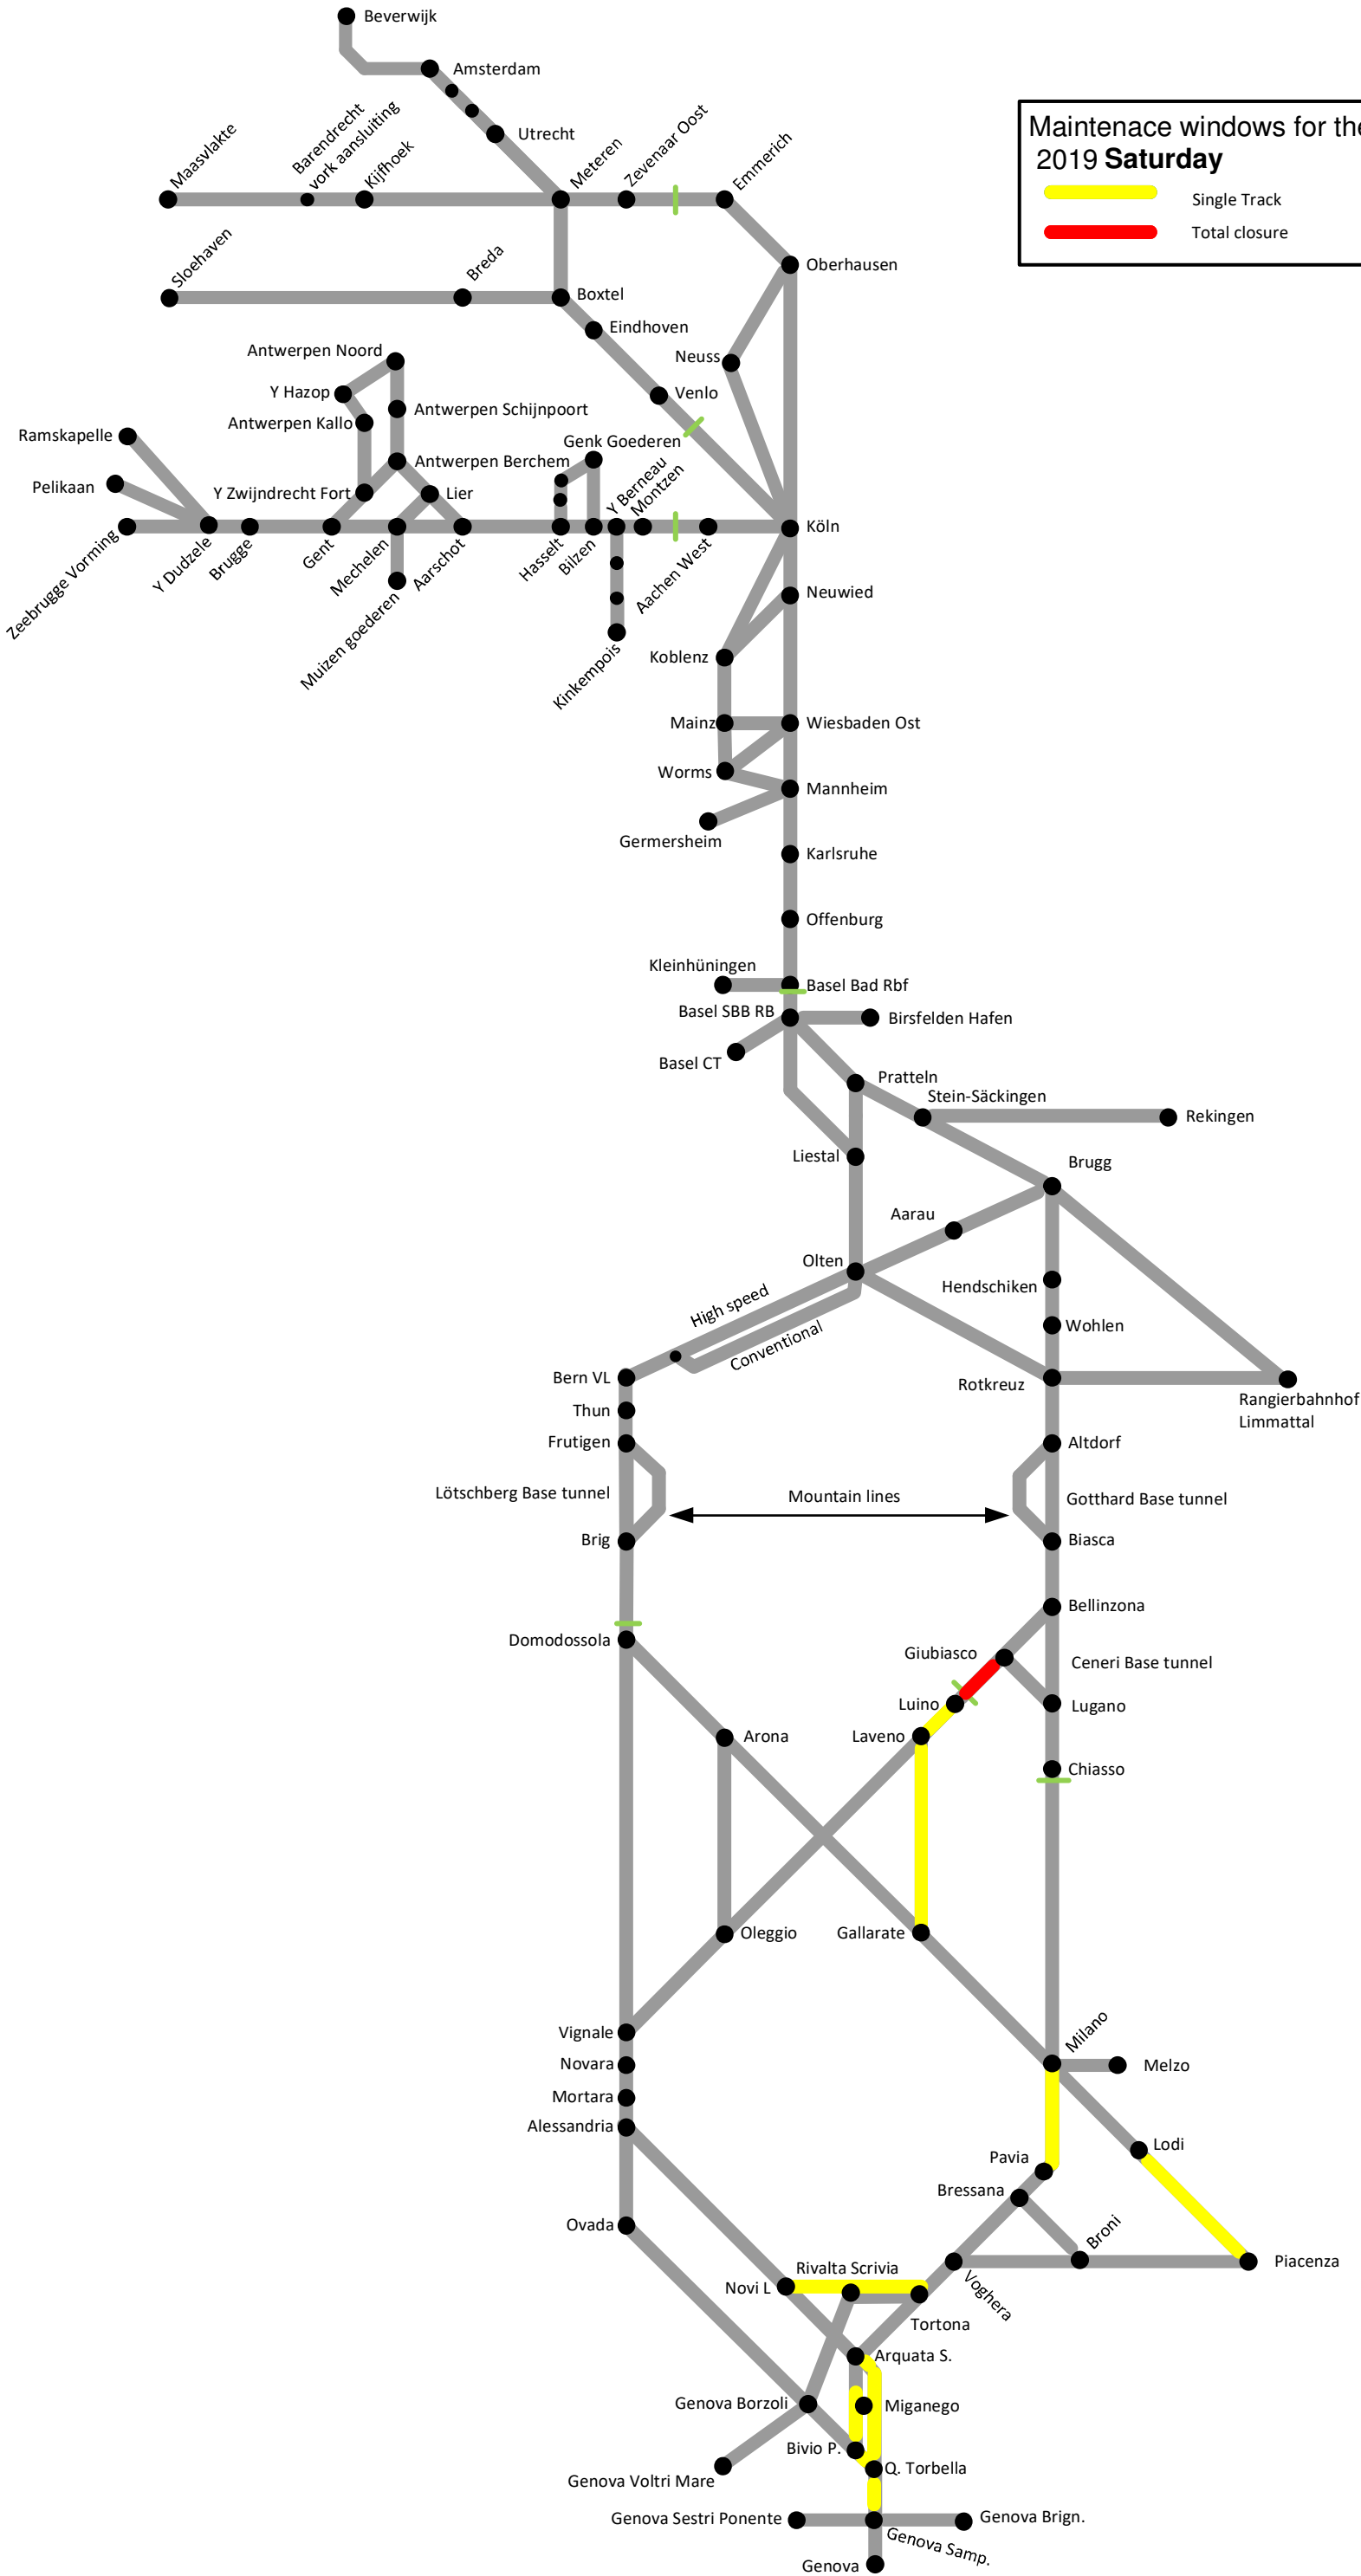 Beverwijk
Amsterdam
Utrecht
Maasvlakte
Barendrecht
vork aansluiting
Kijfhoek
Meteren
Zevenaar Oost
Emmerich
Maintenace windows for the
2019 Saturday
Single Track
Total closure
Sloehaven
Breda
Boxtel
Oberhausen
Eindhoven
Antwerpen Noord
Neuss
Y Hazop
Venlo
Antwerpen Schijnpoort
Antwerpen Kallo
Ramskapelle
Genk Goederen
Antwerpen Berchem
Pelikaan
Y Zwijndrecht Fort
Lier
Y Berneau
Montzen
Köln
Zeebrugge Vorming
Y Dudzele
Brugge
Gent
Mechelen
Aarschot
Hasselt
Bilzen
Aachen West
Muizen goederen
Kinkempois
Neuwied
Koblenz
Mainz
Wiesbaden Ost
Worms
Mannheim
Germersheim
Karlsruhe
Offenburg
Kleinhüningen
Basel Bad Rbf
Basel SBB RB
Birsfelden Hafen
Basel CT
Pratteln
Stein-Säckingen
Rekingen
Liestal
Brugg
Aarau
Olten
Hendschiken
High speed
Conventional
Wohlen
Bern VL
Rotkreuz
Rangierbahnhof
Limmattal
Thun
Frutigen
Altdorf
Lötschberg Base tunnel
Mountain lines
Gotthard Base tunnel
Brig
Biasca
Bellinzona
Domodossola
Giubiasco
Ceneri Base tunnel
Luino
Lugano
Arona
Laveno
Chiasso
Oleggio
Gallarate
Vignale
Milano
Novara
Melzo
Mortara
Alessandria
Lodi
Pavia
Bressana
Ovada
Broni
Rivalta Scrivia
Piacenza
Novi L
Voghera
Tortona
Arquata S.
Genova Borzoli
Miganego
Bivio P.
Q. Torbella
Genova Voltri Mare
Genova Sestri Ponente
Genova Brign.
Genova Samp.
Genova